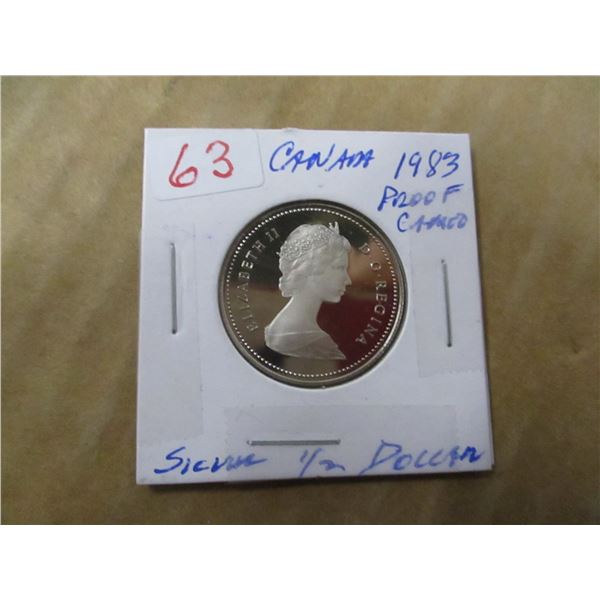 63
CANADA 1983
PROOF
CAMEO
ELIZABETH II D·G·REGINA
SILVER 1/2 DOLLAR